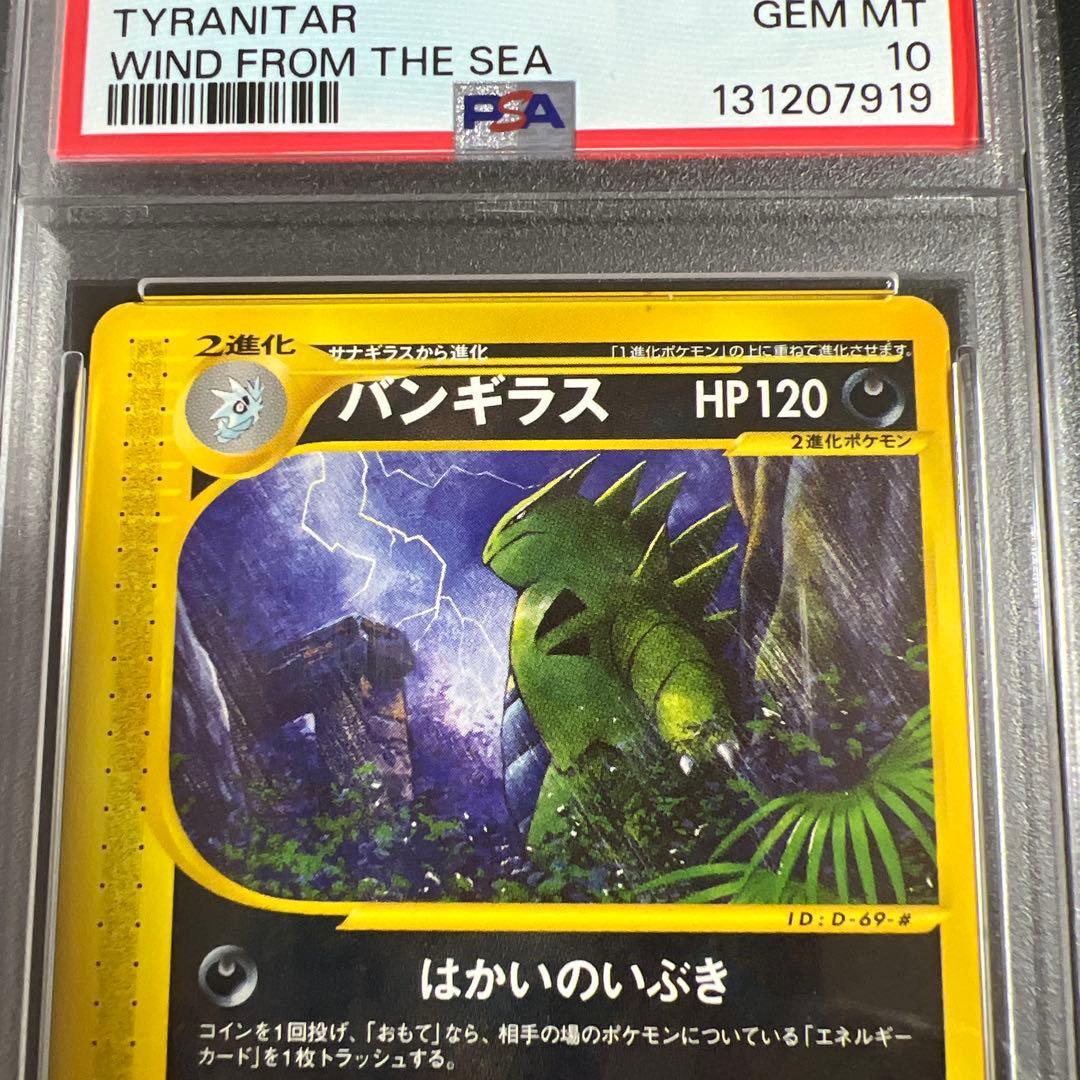 TYRANITAR
GEM MT
WIND FROM THE SEA
10
PSA
131207919
2進化
サナギラスから進化
「1進化ポケモン」の上に重ねて進化させます。
バンギラス
HP120
2進化ポケモン
ID:D-69-#
はかいのいぶき
コインを1回投げ、「おもて」なら、相手の場のポケモンについている「エネルギー
カード」を1枚トラッシュする。